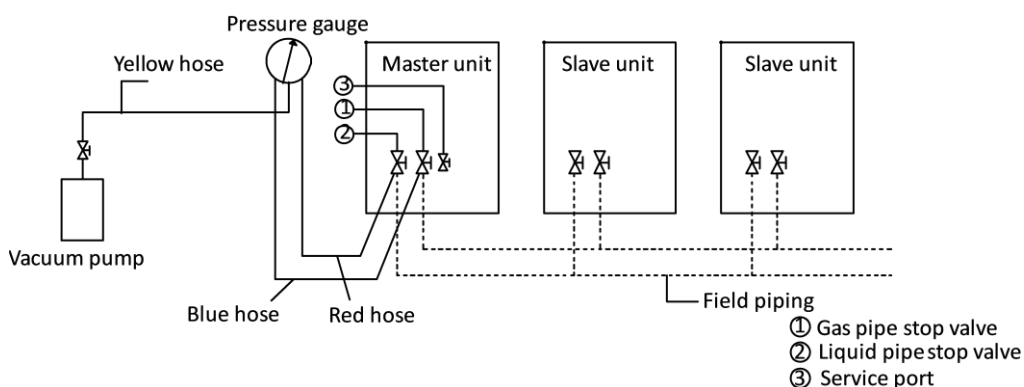 Pressure gauge
Yellow hose
Master unit
Slave unit
Slave unit
③
①
②
Vacuum pump
Blue hose
Red hose
Field piping
① Gas pipe stop valve
② Liquid pipe stop valve
③ Service port